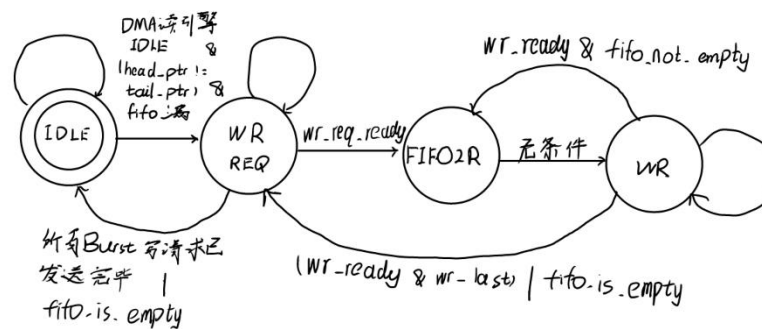 DMA读引擎
IDLE &
(head_ptr !=
tail_ptr) &
fifo满
IDLE
WR
REQ
wr_req_ready
FIFO2R
无条件
WR
wr_ready & fifo_not_empty
所有Burst写请求已
发送完毕 |
fifo_is_empty
(wr_ready & wr_last) | fifo_is_empty